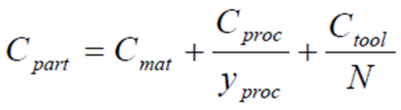 C_part = C_mat + C_proc / y_proc + C_tool / N